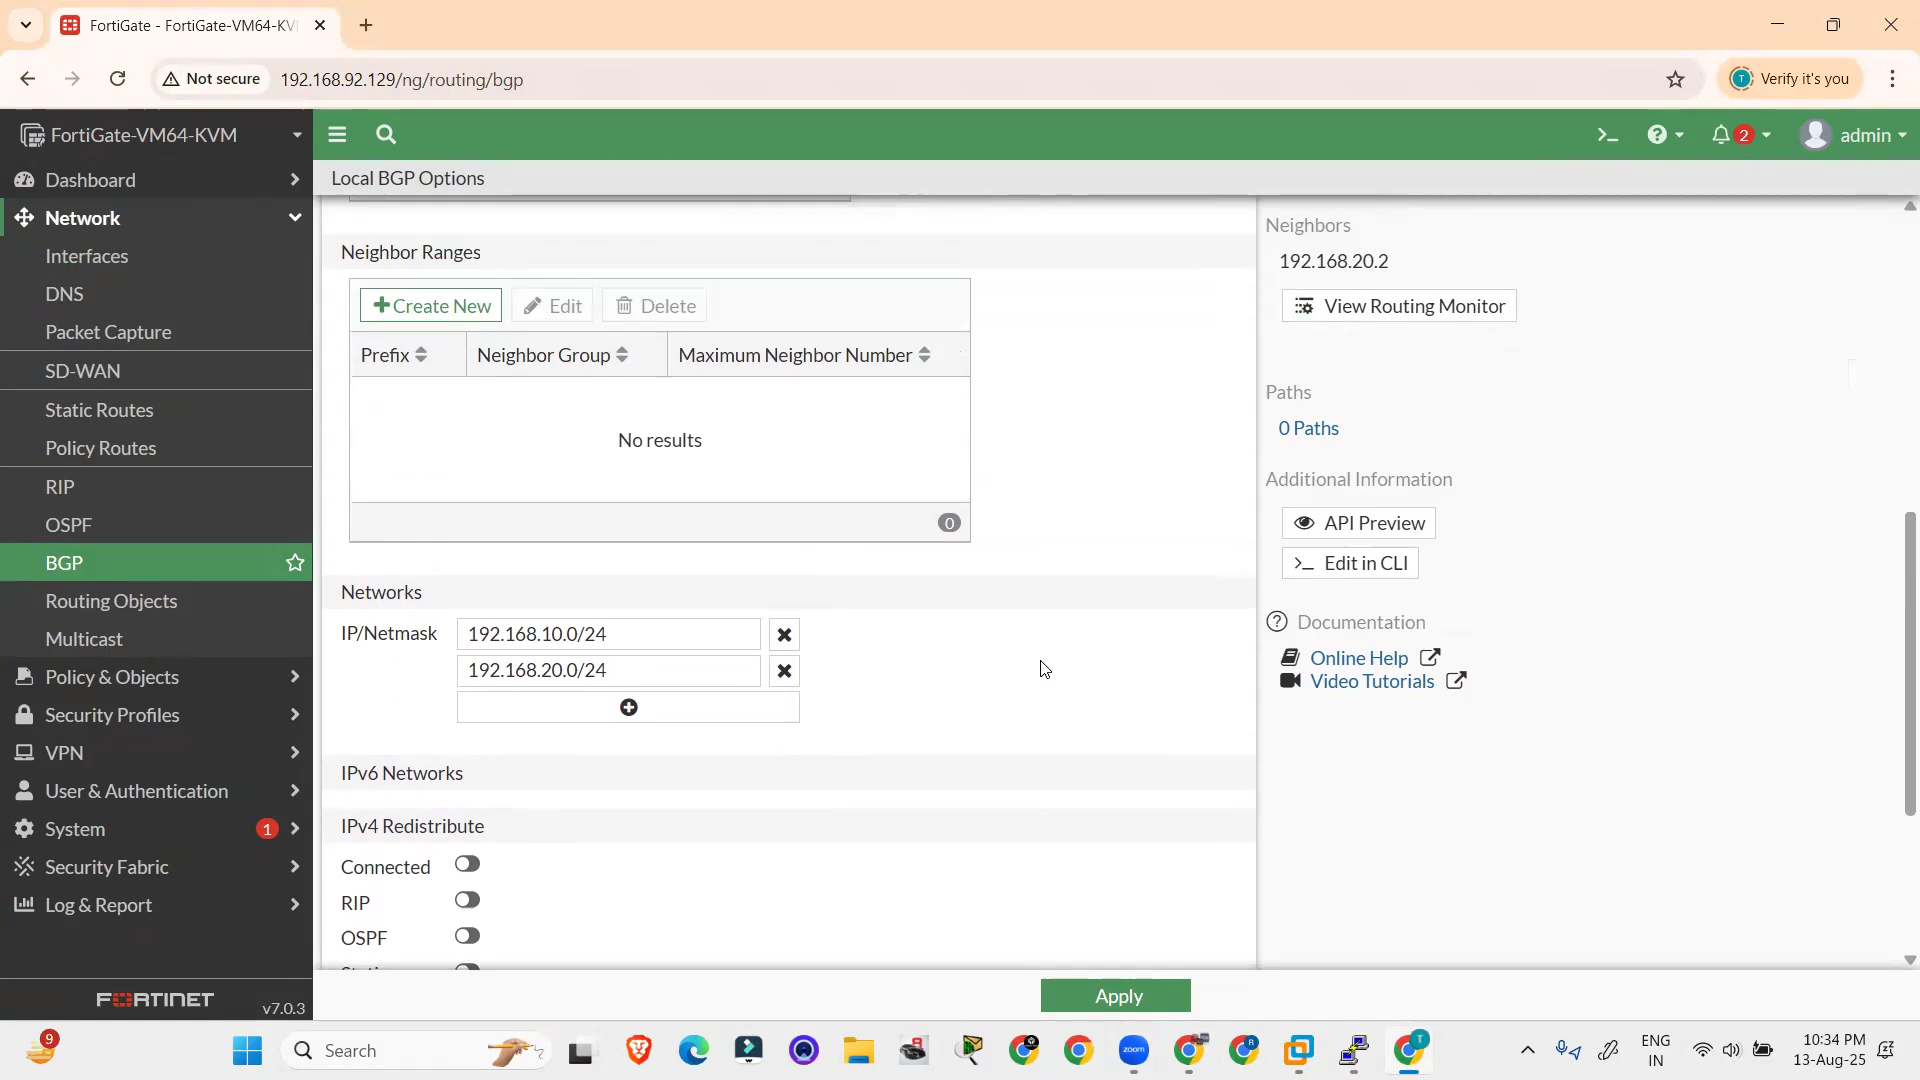 FortiGate - FortiGate-VM64-KV
Not secure
192.168.92.129/ng/routing/bgp
Verify it's you
FortiGate-VM64-KVM
2
admin
Dashboard
Network
Interfaces
DNS
Packet Capture
SD-WAN
Static Routes
Policy Routes
RIP
OSPF
BGP
Routing Objects
Multicast
Policy & Objects
Security Profiles
VPN
User & Authentication
System
1
Security Fabric
Log & Report
FORTINET
v7.0.3
Local BGP Options
Neighbor Ranges
Create New
Edit
Delete
Prefix
Neighbor Group
Maximum Neighbor Number
No results
0
Networks
IP/Netmask
192.168.10.0/24
192.168.20.0/24
IPv6 Networks
IPv4 Redistribute
Connected
RIP
OSPF
Apply
Neighbors
192.168.20.2
View Routing Monitor
Paths
0 Paths
Additional Information
API Preview
Edit in CLI
Documentation
Online Help
Video Tutorials
9
Search
zoom
R
T
ENG
IN
10:34 PM
13-Aug-25